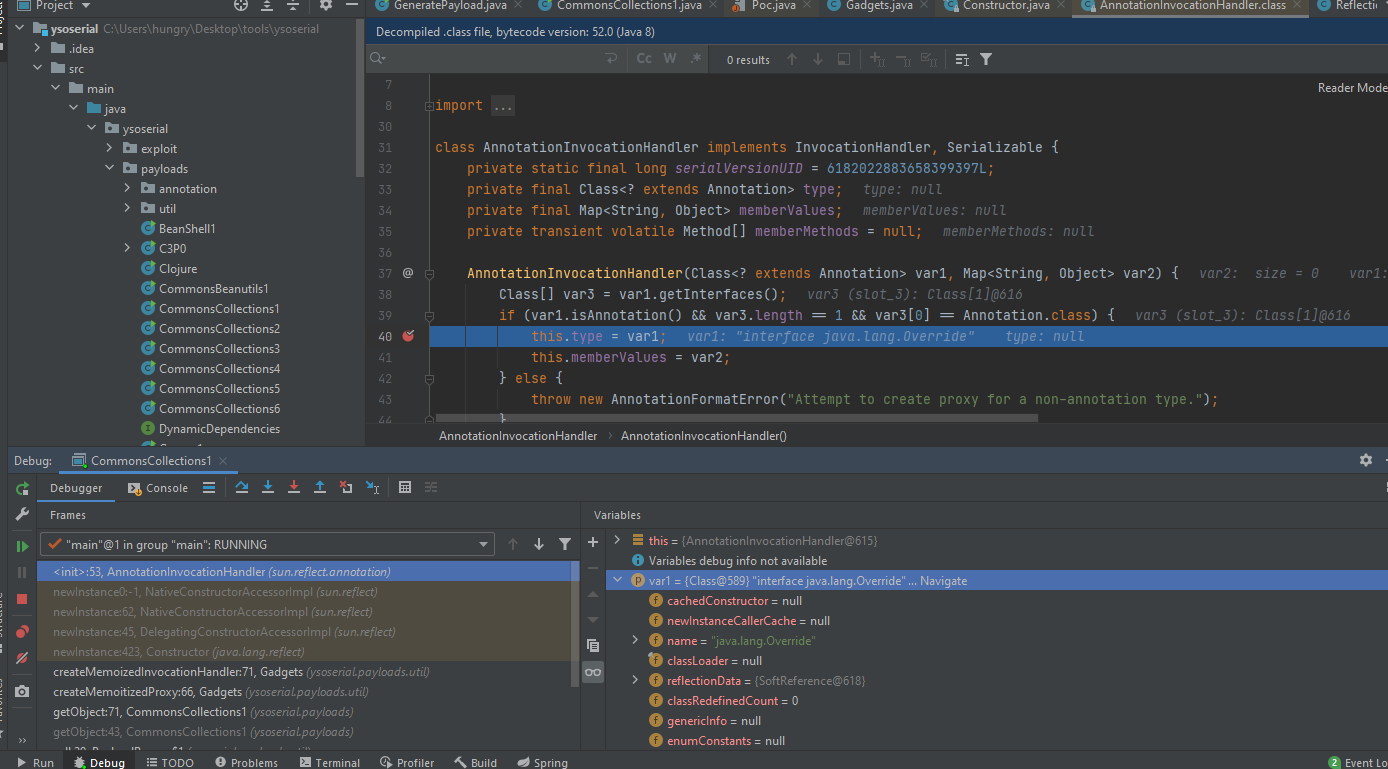 Project
GeneratePayload.java
CommonsCollections1.java
Poc.java
Gadgets.java
Constructor.java
AnnotationInvocationHandler.class
Reflecti
ysoserial C:\Users\hungry\Desktop\tools\ysoserial
.idea
src
main
java
ysoserial
exploit
payloads
annotation
util
BeanShell1
C3P0
Clojure
CommonsBeanutils1
CommonsCollections1
CommonsCollections2
CommonsCollections3
CommonsCollections4
CommonsCollections5
CommonsCollections6
DynamicDependencies
Decompiled .class file, bytecode version: 52.0 (Java 8)
Cc W .* 0 results
Reader Mode
7
8 import ...
30
31 class AnnotationInvocationHandler implements InvocationHandler, Serializable {
32 private static final long serialVersionUID = 6182022883658399397L;
33 private final Class<? extends Annotation> type; type: null
34 private final Map<String, Object> memberValues; memberValues: null
35 private transient volatile Method[] memberMethods = null; memberMethods: null
36
37 @ AnnotationInvocationHandler(Class<? extends Annotation> var1, Map<String, Object> var2) { var2: size = 0 var1:
38 Class[] var3 = var1.getInterfaces(); var3 (slot_3): Class[1]@616
39 if (var1.isAnnotation() && var3.length == 1 && var3[0] == Annotation.class) { var3 (slot_3): Class[1]@616
40 this.type = var1; var1: "interface java.lang.Override" type: null
41 this.memberValues = var2;
42 } else {
43 throw new AnnotationFormatError("Attempt to create proxy for a non-annotation type.");
44 }
AnnotationInvocationHandler › AnnotationInvocationHandler()
Debug: CommonsCollections1
Debugger Console
Frames
"main"@1 in group "main": RUNNING
<init>:53, AnnotationInvocationHandler (sun.reflect.annotation)
newInstance0:-1, NativeConstructorAccessorImpl (sun.reflect)
newInstance:62, NativeConstructorAccessorImpl (sun.reflect)
newInstance:45, DelegatingConstructorAccessorImpl (sun.reflect)
newInstance:423, Constructor (java.lang.reflect)
createMemoizedInvocationHandler:71, Gadgets (ysoserial.payloads.util)
createMemoitizedProxy:66, Gadgets (ysoserial.payloads.util)
getObject:71, CommonsCollections1 (ysoserial.payloads)
getObject:43, CommonsCollections1 (ysoserial.payloads)
Variables
this = {AnnotationInvocationHandler@615}
Variables debug info not available
var1 = {Class@589} "interface java.lang.Override" ... Navigate
cachedConstructor = null
newInstanceCallerCache = null
name = "java.lang.Override"
classLoader = null
reflectionData = {SoftReference@618}
classRedefinedCount = 0
genericInfo = null
enumConstants = null
Run Debug TODO Problems Terminal Profiler Build Spring 2 Event Lo